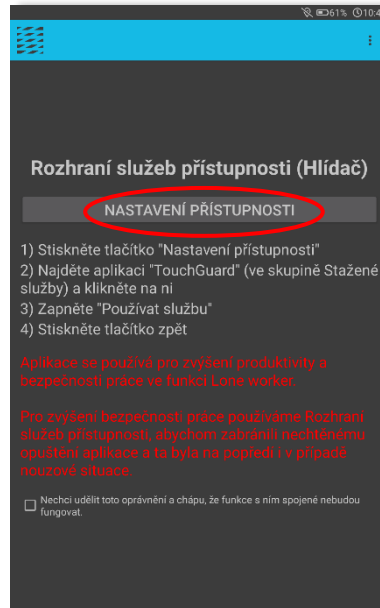 61% 10:4
Rozhraní služeb přístupnosti (Hlídač)
NASTAVENÍ PŘÍSTUPNOSTI
1) Stiskněte tlačítko "Nastavení přístupnosti"
2) Najděte aplikaci "TouchGuard" (ve skupině Stažené
služby) a klikněte na ni
3) Zapněte "Používat službu"
4) Stiskněte tlačítko zpět
Aplikace se používá pro zvýšení produktivity a
bezpečnosti práce ve funkci Lone worker.
Pro zvýšení bezpečnosti práce používáme Rozhraní
služeb přístupnosti, abychom zabránili nechtěnému
opuštění aplikace a ta byla na popředí i v případě
nouzové situace.
Nechci udělit toto oprávnění a chápu, že funkce s ním spojené nebudou
fungovat.